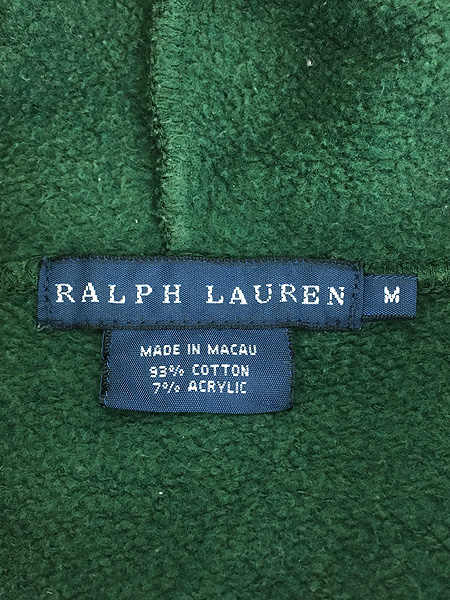 RALPH LAUREN
M
MADE IN MACAU
93% COTTON
7% ACRYLIC